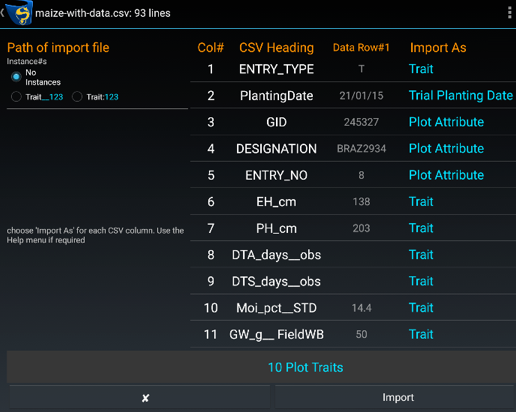 maize-with-data.csv: 93 lines
Path of import file
Instance#s
No
Instances
Trait__123 Trait:123
choose 'Import As' for each CSV column. Use the
Help menu if required
Col# CSV Heading Data Row#1 Import As
1 ENTRY_TYPE T Trait
2 PlantingDate 21/01/15 Trial Planting Date
3 GID 245327 Plot Attribute
4 DESIGNATION BRAZ2934 Plot Attribute
5 ENTRY_NO 8 Plot Attribute
6 EH_cm 138 Trait
7 PH_cm 203 Trait
8 DTA_days__obs Trait
9 DTS_days__obs Trait
10 Moi_pct__STD 14.4 Trait
11 GW_g__ FieldWB 50 Trait
10 Plot Traits
✘ Import